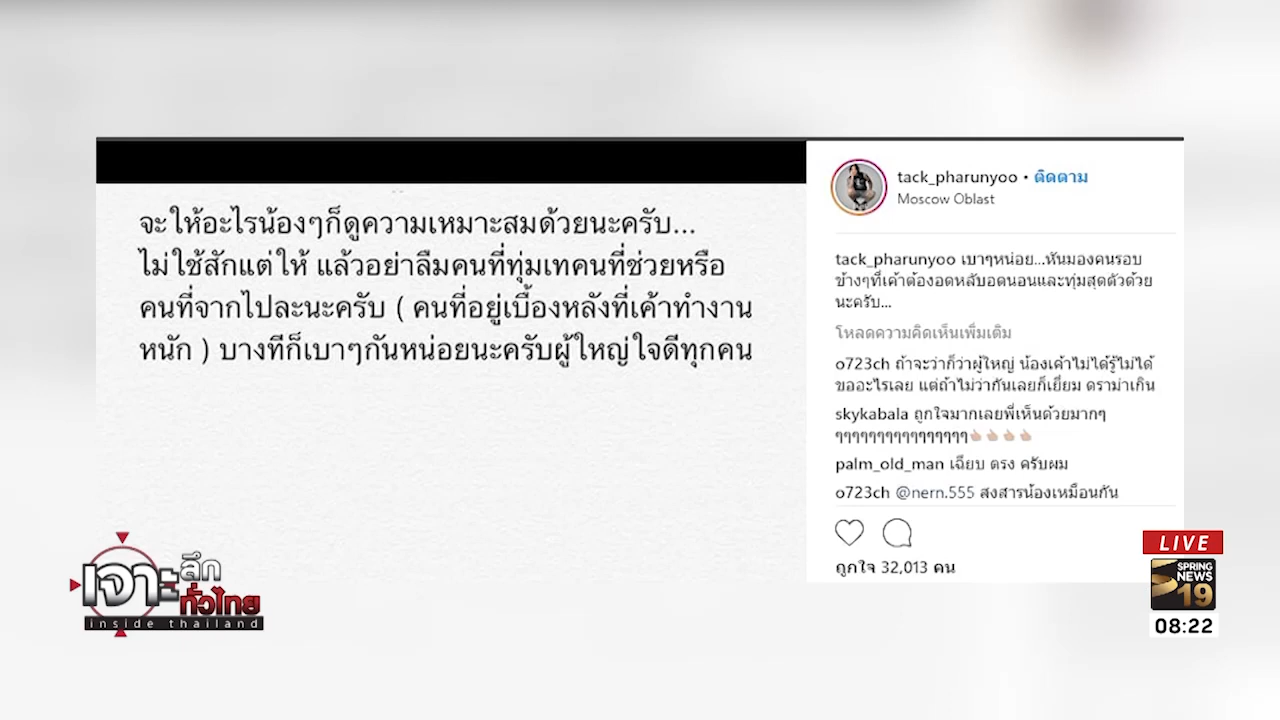 จะให้อะไรน้องๆก็ดูความเหมาะสมด้วยนะครับ...
ไม่ใช้สักแต่ให้ แล้วอย่าลืมคนที่ทุ่มเทคนที่ช่วยหรือ
คนที่จากไปละนะครับ ( คนที่อยู่เบื้องหลังที่เค้าทำงาน
หนัก ) บางทีก็เบาๆกันหน่อยนะครับผู้ใหญ่ใจดีทุกคน
tack_pharunyoo • ติดตาม
Moscow Oblast
tack_pharunyoo เบาๆหน่อย...หันมองคนรอบ
ข้างๆที่เค้าต้องอดหลับอดนอนและทุ่มสุดตัวด้วย
นะครับ...
โหลดความคิดเห็นเพิ่มเติม
o723ch ถ้าจะว่าก็ว่าผู้ใหญ่ น้องเค้าไม่ได้รู้ไม่ได้
ขออะไรเลย แต่ถ้าไม่ว่ากันเลยก็เยี่ยม ดราม่าเกิน
skykabala ถูกใจมากเลยพี่เห็นด้วยมากๆ
ๆๆๆๆๆๆๆๆๆๆๆๆๆๆๆๆ👍🏻👍🏻👍🏻👍🏻
palm_old_man เฉียบ ตรง ครับผม
o723ch @nern.555 สงสารน้องเหมือนกัน
ถูกใจ 32,013 คน
เจาะลึก
ทั่วไทย
inside thailand
LIVE
SPRING
NEWS
19
08:22